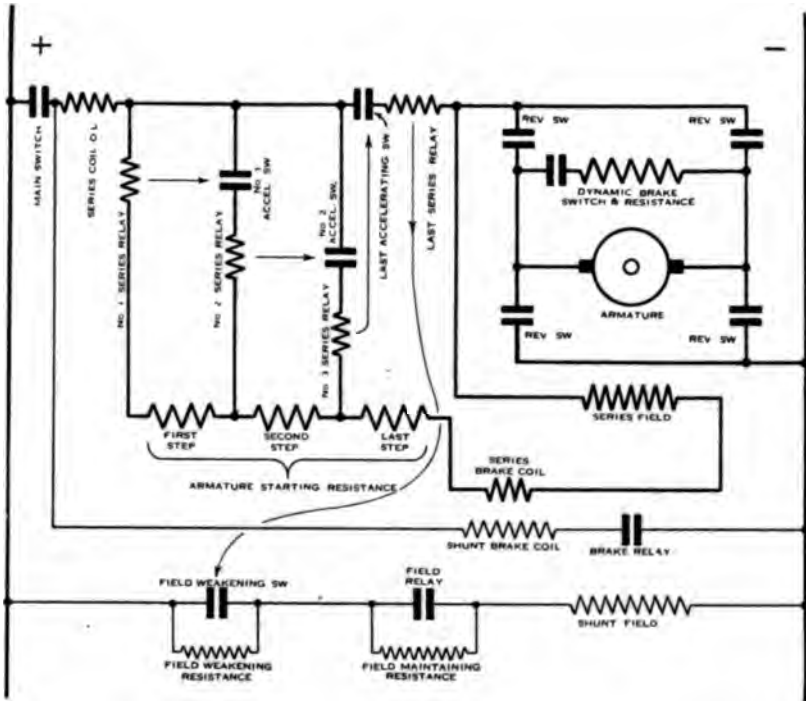 +
−
MAIN SWITCH
SERIES COIL O L
No 1 SERIES RELAY
No 1
ACCEL SW
No 2 SERIES RELAY
No 2
ACCEL SW.
No 3 SERIES RELAY
LAST ACCELERATING SW
LAST SERIES RELAY
REV SW
REV SW
DYNAMIC BRAKE
SWITCH & RESISTANCE
ARMATURE
REV SW
REV SW
SERIES FIELD
FIRST
STEP
SECOND
STEP
LAST
STEP
ARMATURE STARTING RESISTANCE
SERIES
BRAKE COIL
SHUNT BRAKE COIL
BRAKE RELAY
FIELD WEAKENING SW
FIELD
RELAY
SHUNT FIELD
FIELD WEAKENING
RESISTANCE
FIELD MAINTAINING
RESISTANCE